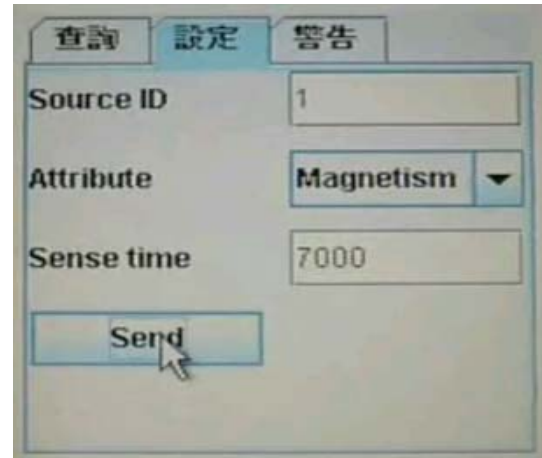 查詢 設定 警告
Source ID 1
Attribute Magnetism
Sense time 7000
Send